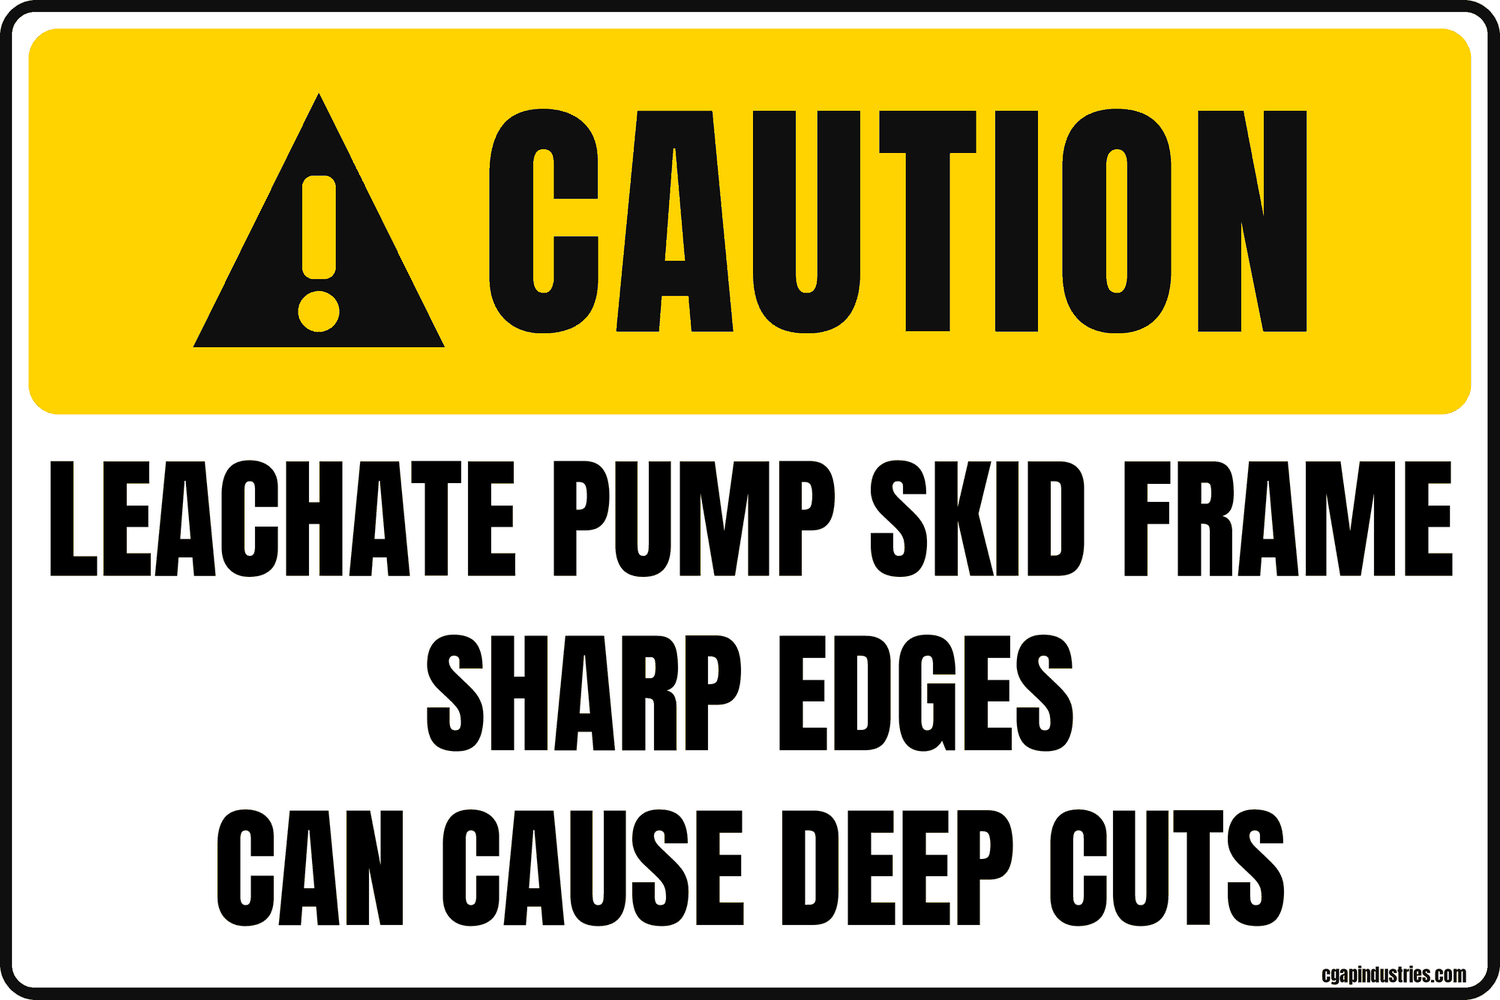 CAUTION
LEACHATE PUMP SKID FRAME
SHARP EDGES
CAN CAUSE DEEP CUTS
cgapindustries.com